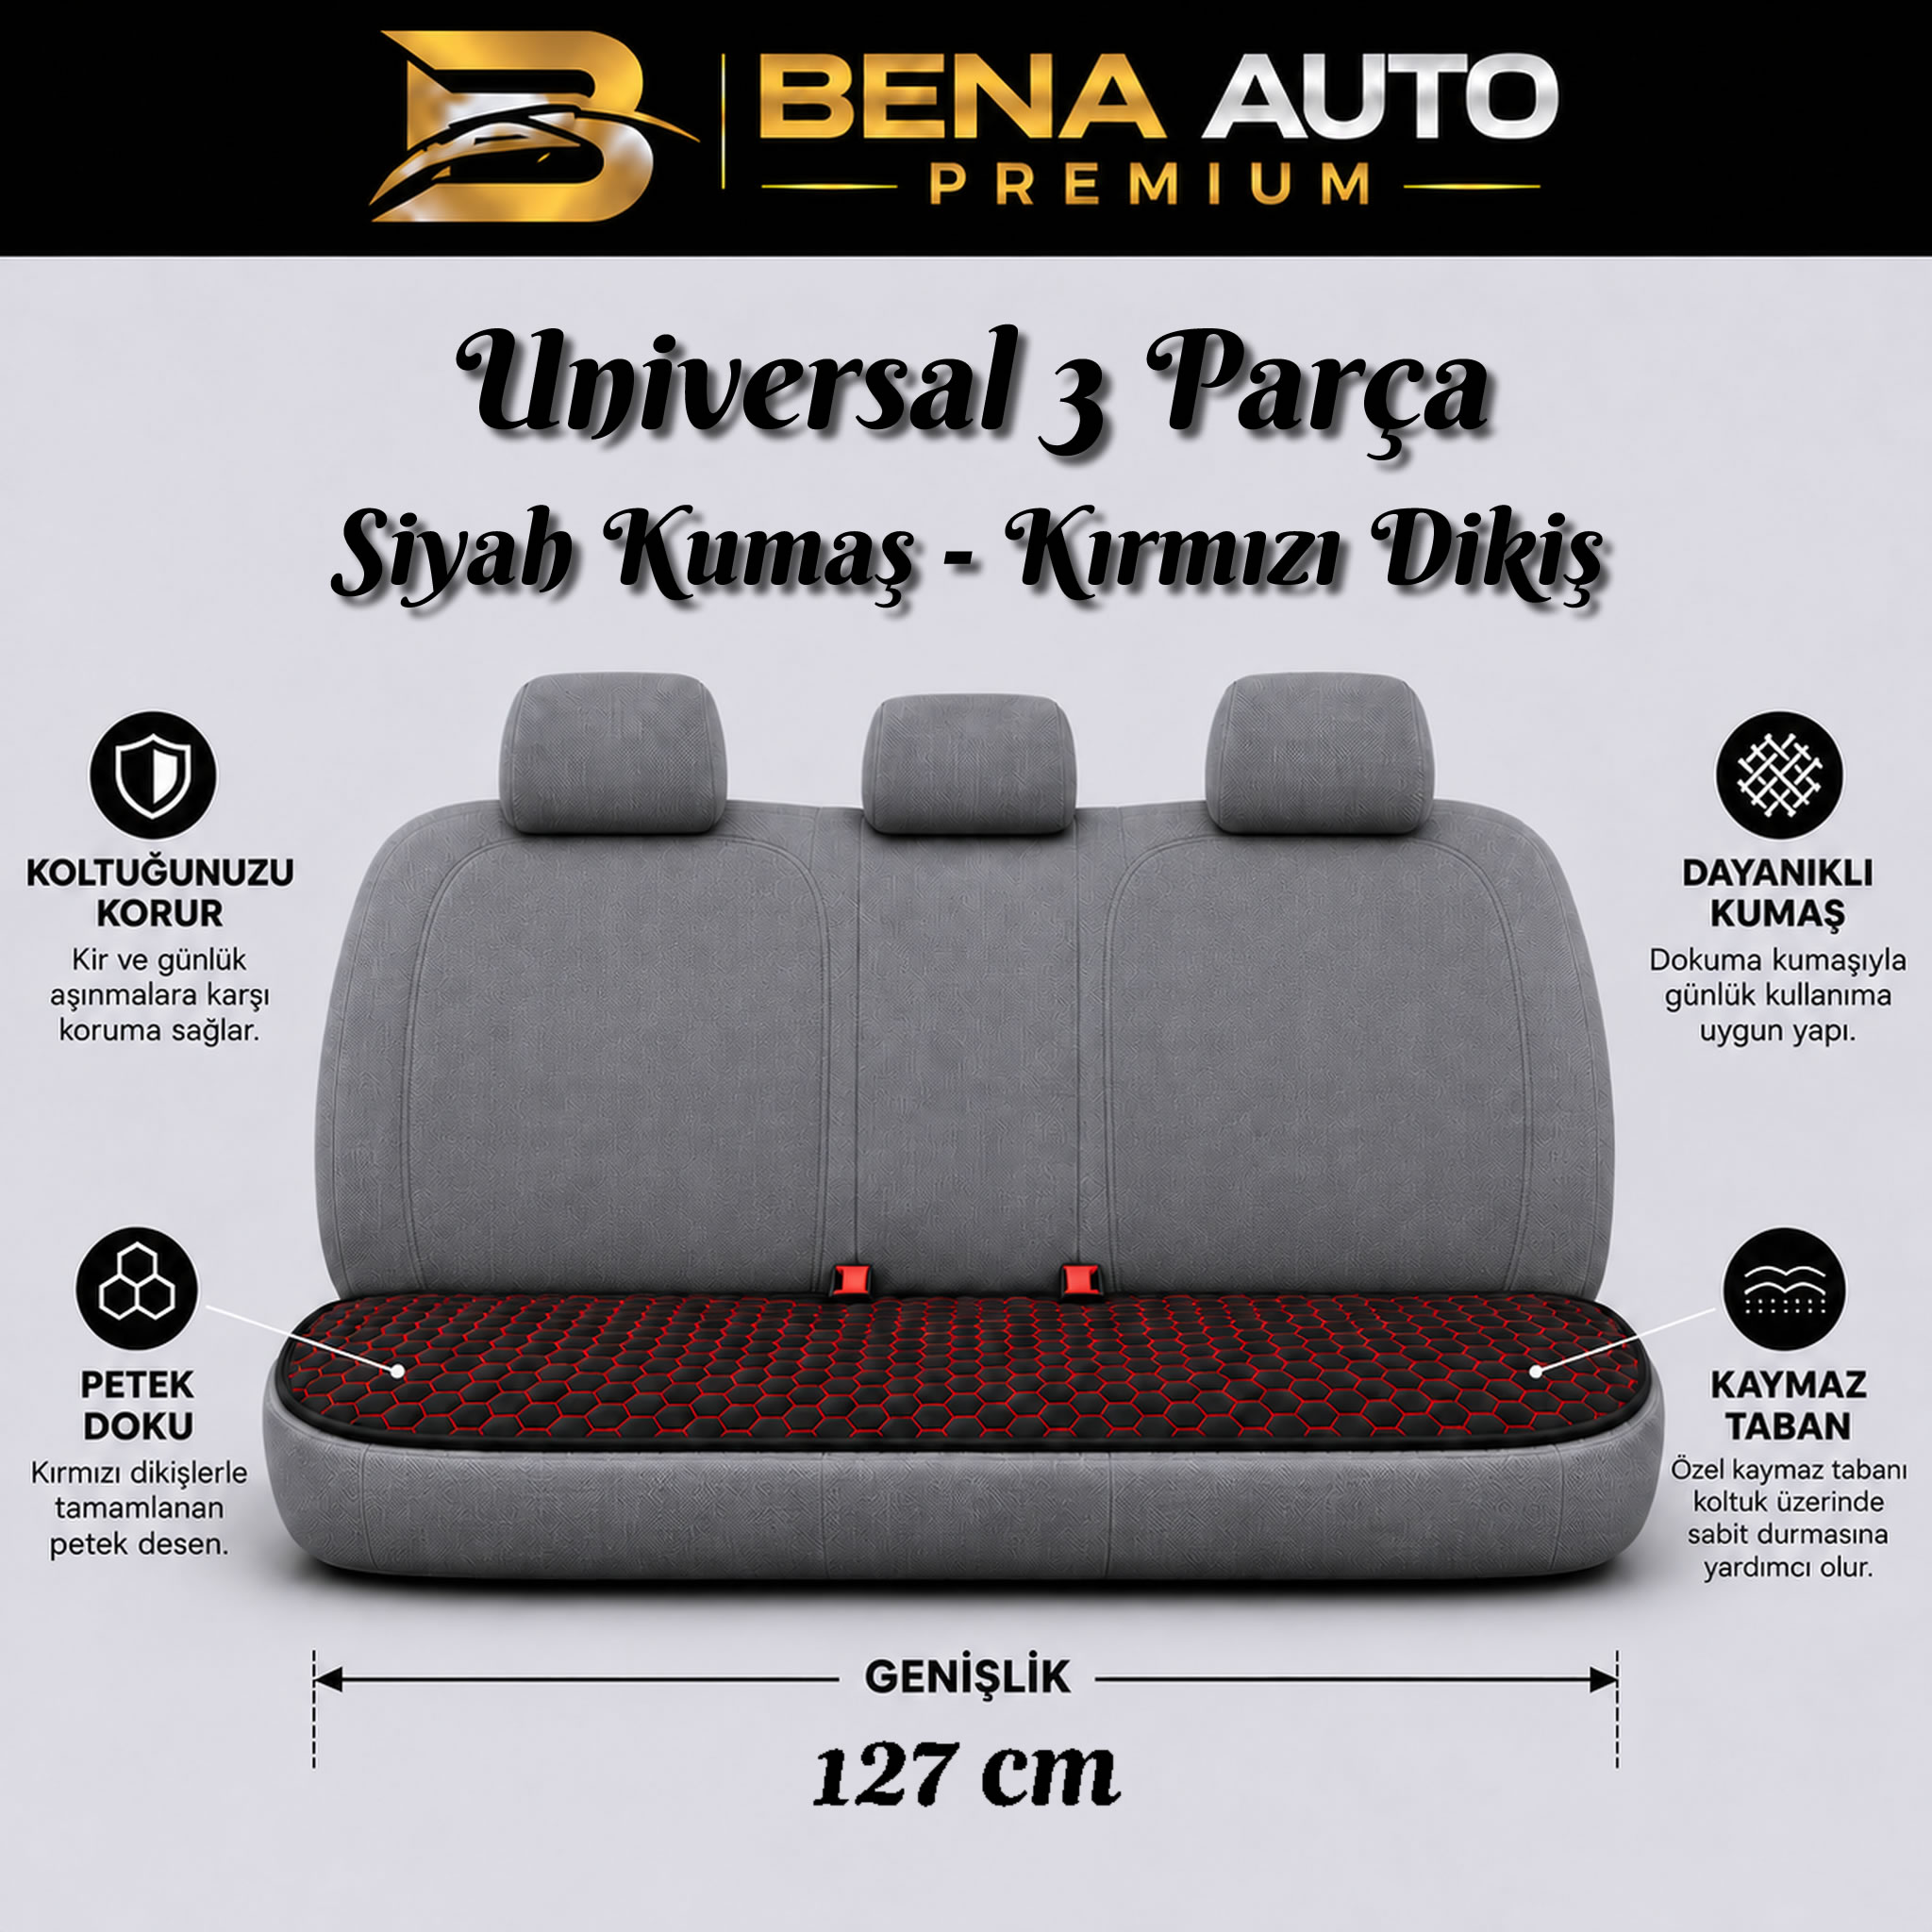 BENA AUTO
PREMIUM
Universal 3 Parça
Siyah Kumaş - Kırmızı Dikiş
KOLTUĞUNUZU
KORUR
Kir ve günlük
aşınmalara karşı
koruma sağlar.
DAYANIKLI
KUMAŞ
Dokuma kumaşıyla
günlük kullanıma
uygun yapı.
PETEK
DOKU
Kırmızı dikişlerle
tamamlanan
petek desen.
KAYMAZ
TABAN
Özel kaymaz tabanı
koltuk üzerinde
sabit durmasına
yardımcı olur.
GENİŞLİK
127 cm